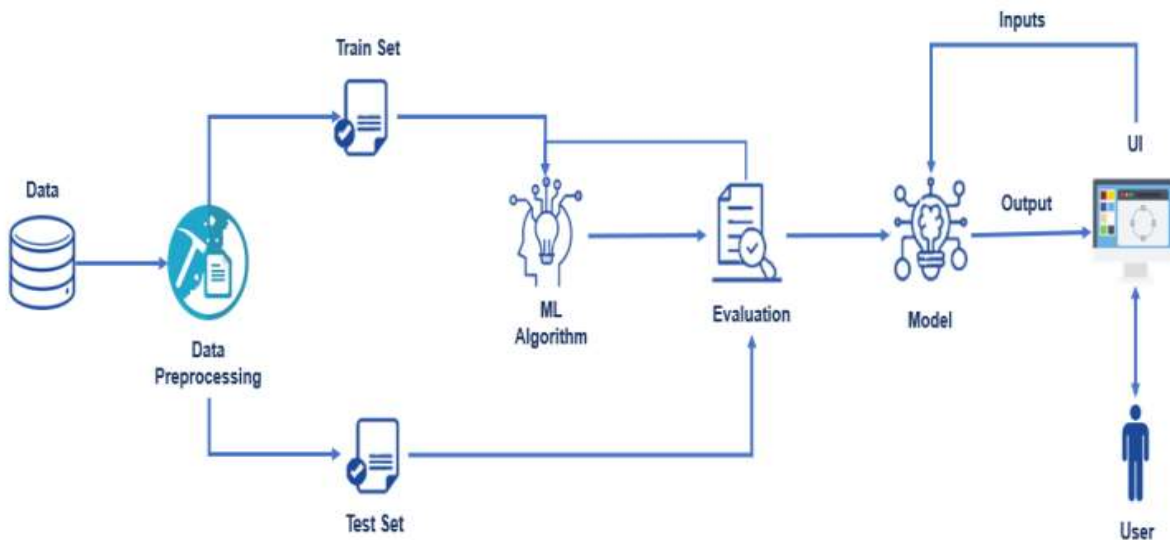 Inputs
Train Set
UI
Data
Output
ML
Algorithm
Evaluation
Model
Data
Preprocessing
Test Set
User